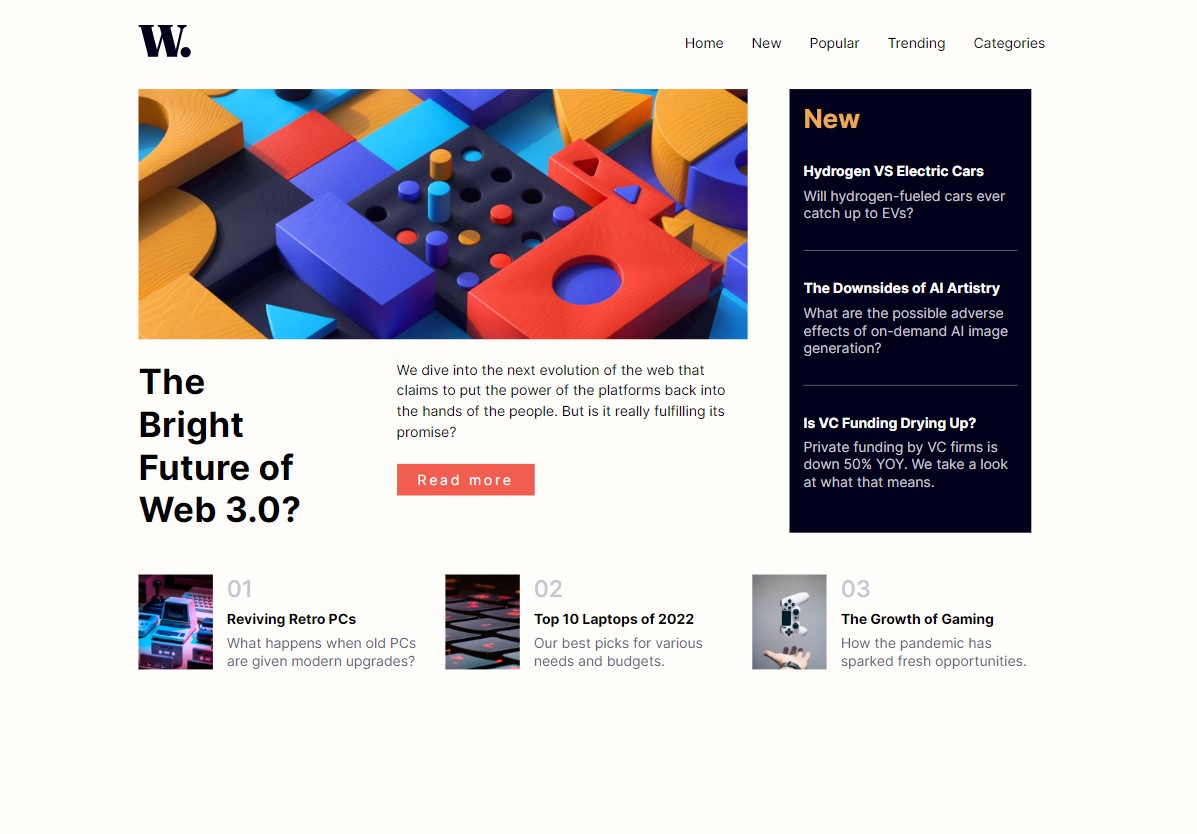 W.
Home New Popular Trending Categories
The
Bright
Future of
Web 3.0?
We dive into the next evolution of the web that
claims to put the power of the platforms back into
the hands of the people. But is it really fulfilling its
promise?
Read more
New
Hydrogen VS Electric Cars
Will hydrogen-fueled cars ever
catch up to EVs?
The Downsides of AI Artistry
What are the possible adverse
effects of on-demand AI image
generation?
Is VC Funding Drying Up?
Private funding by VC firms is
down 50% YOY. We take a look
at what that means.
01
Reviving Retro PCs
What happens when old PCs
are given modern upgrades?
02
Top 10 Laptops of 2022
Our best picks for various
needs and budgets.
03
The Growth of Gaming
How the pandemic has
sparked fresh opportunities.